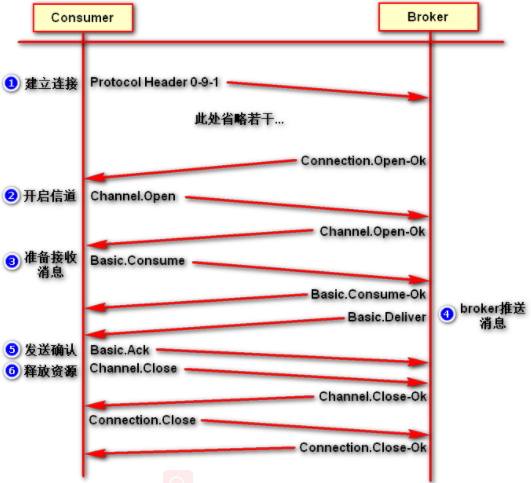 Consumer
Broker
1 建立连接 Protocol Header 0-9-1
此处省略若干...
Connection.Open-Ok
2 开启信道 Channel.Open
Channel.Open-Ok
3 准备接收 Basic.Consume
消息
Basic.Consume-Ok
Basic.Deliver
4 broker推送
消息
5 发送确认 Basic.Ack
6 释放资源 Channel.Close
Channel.Close-Ok
Connection.Close
Connection.Close-Ok